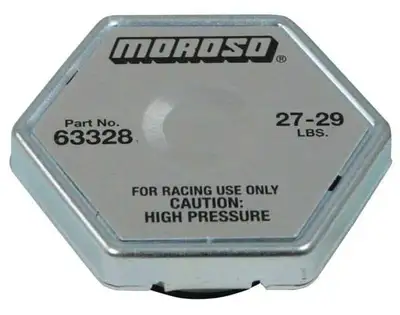 MOROSO®
Part No.
63328
27-29
LBS.
FOR RACING USE ONLY
CAUTION:
HIGH PRESSURE